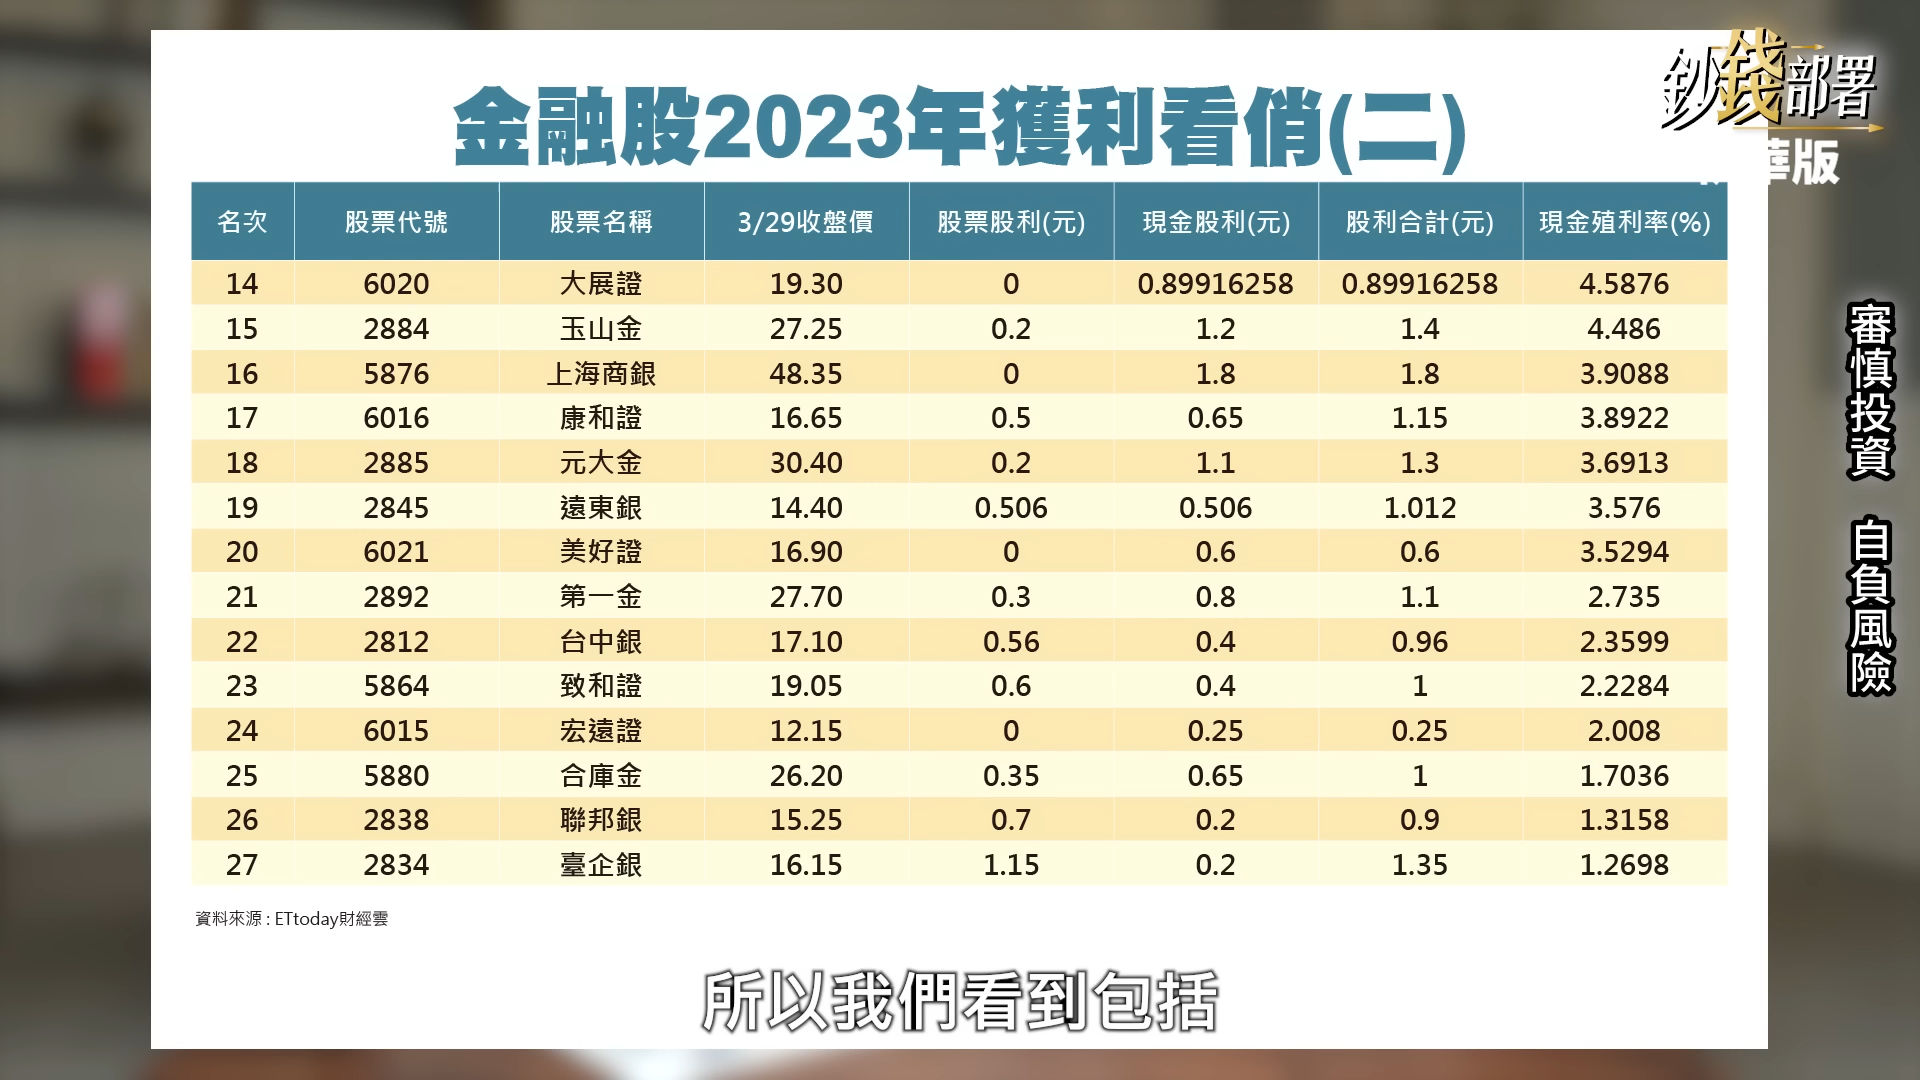 金融股2023年獲利看俏(二)
鈔錢部署
華版
名次 股票代號 股票名稱 3/29收盤價 股票股利(元) 現金股利(元) 股利合計(元) 現金殖利率(%)
14 6020 大展證 19.30 0 0.89916258 0.89916258 4.5876
15 2884 玉山金 27.25 0.2 1.2 1.4 4.486
16 5876 上海商銀 48.35 0 1.8 1.8 3.9088
17 6016 康和證 16.65 0.5 0.65 1.15 3.8922
18 2885 元大金 30.40 0.2 1.1 1.3 3.6913
19 2845 遠東銀 14.40 0.506 0.506 1.012 3.576
20 6021 美好證 16.90 0 0.6 0.6 3.5294
21 2892 第一金 27.70 0.3 0.8 1.1 2.735
22 2812 台中銀 17.10 0.56 0.4 0.96 2.3599
23 5864 致和證 19.05 0.6 0.4 1 2.2284
24 6015 宏遠證 12.15 0 0.25 0.25 2.008
25 5880 合庫金 26.20 0.35 0.65 1 1.7036
26 2838 聯邦銀 15.25 0.7 0.2 0.9 1.3158
27 2834 臺企銀 16.15 1.15 0.2 1.35 1.2698
資料來源 : ETtoday財經雲
審慎投資 自負風險
所以我們看到包括